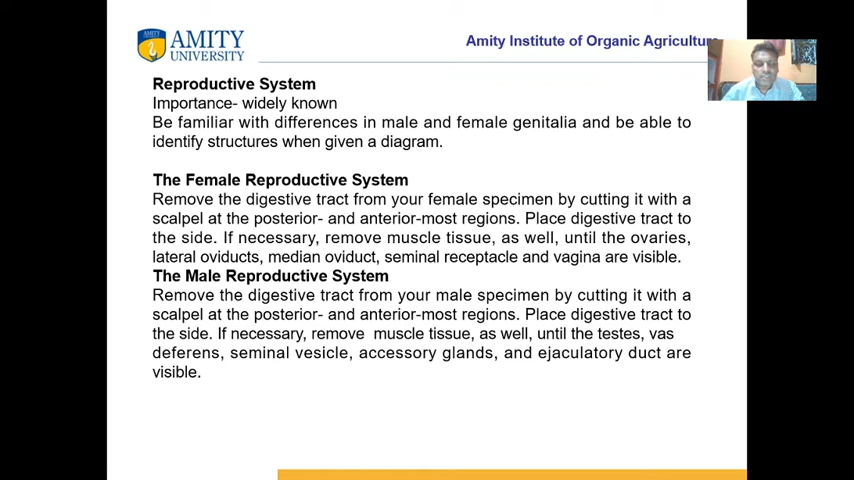 AMITY
UNIVERSITY
Amity Institute of Organic Agriculture
Reproductive System
Importance- widely known
Be familiar with differences in male and female genitalia and be able to
identify structures when given a diagram.
The Female Reproductive System
Remove the digestive tract from your female specimen by cutting it with a
scalpel at the posterior- and anterior-most regions. Place digestive tract to
the side. If necessary, remove muscle tissue, as well, until the ovaries,
lateral oviducts, median oviduct, seminal receptacle and vagina are visible.
The Male Reproductive System
Remove the digestive tract from your male specimen by cutting it with a
scalpel at the posterior- and anterior-most regions. Place digestive tract to
the side. If necessary, remove muscle tissue, as well, until the testes, vas
deferens, seminal vesicle, accessory glands, and ejaculatory duct are
visible.